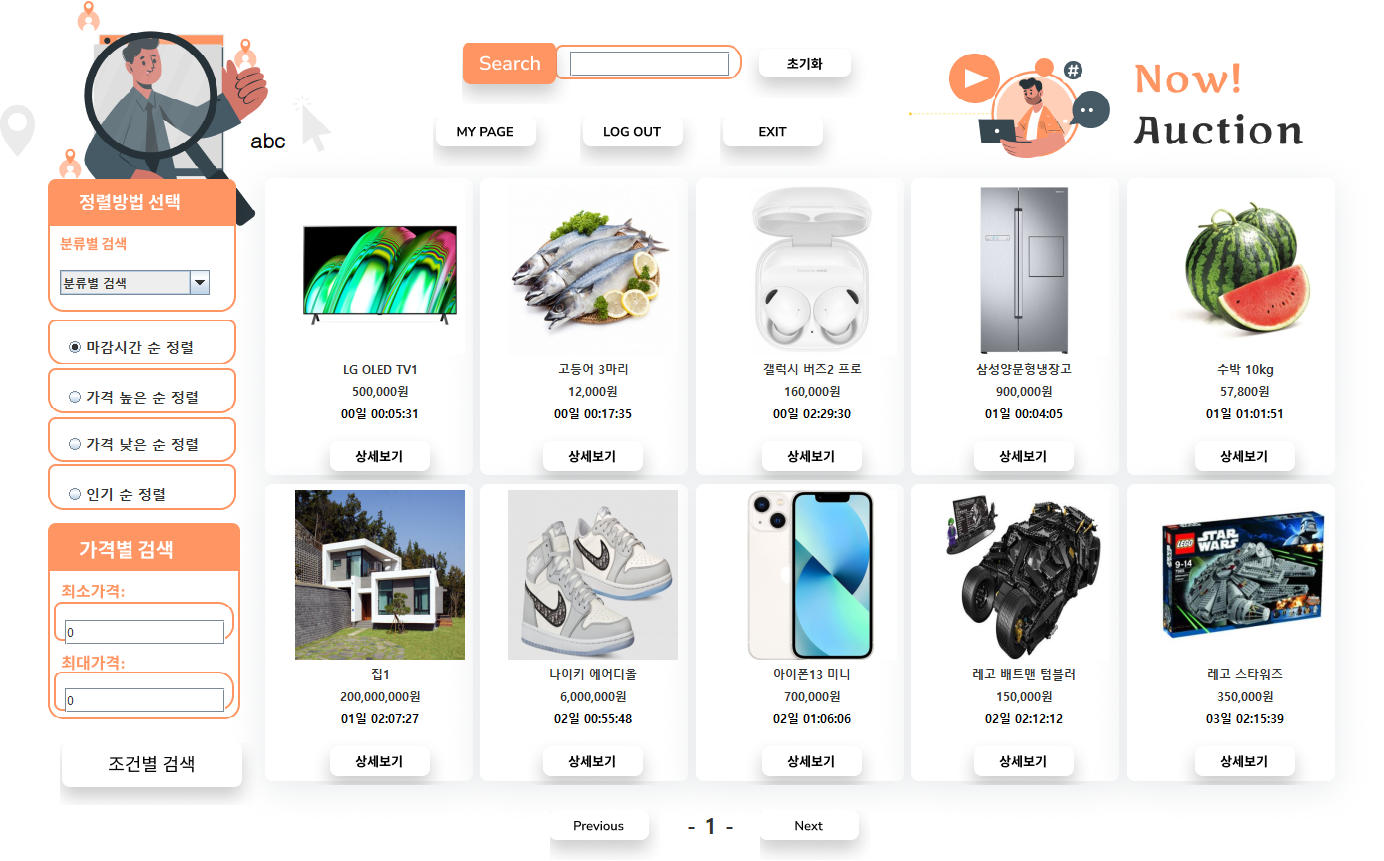 Search
초기화
#
Now!
Auction
abc
MY PAGE
LOG OUT
EXIT
정렬방법 선택
분류별 검색
분류별 검색
마감시간 순 정렬
가격 높은 순 정렬
가격 낮은 순 정렬
인기 순 정렬
가격별 검색
최소가격:
0
최대가격:
0
조건별 검색
LG OLED TV1
500,000원
00일 00:05:31
상세보기
고등어 3마리
12,000원
00일 00:17:35
상세보기
갤럭시 버즈2 프로
160,000원
00일 02:29:30
상세보기
삼성양문형냉장고
900,000원
01일 00:04:05
상세보기
수박 10kg
57,800원
01일 01:01:51
상세보기
집1
200,000,000원
01일 02:07:27
상세보기
나이키 에어디올
6,000,000원
02일 00:55:48
상세보기
아이폰13 미니
700,000원
02일 01:06:06
상세보기
레고 배트맨 텀블러
150,000원
02일 02:12:12
상세보기
LEGO STAR WARS
9-14
레고 스타워즈
350,000원
03일 02:15:39
상세보기
Previous
- 1 -
Next